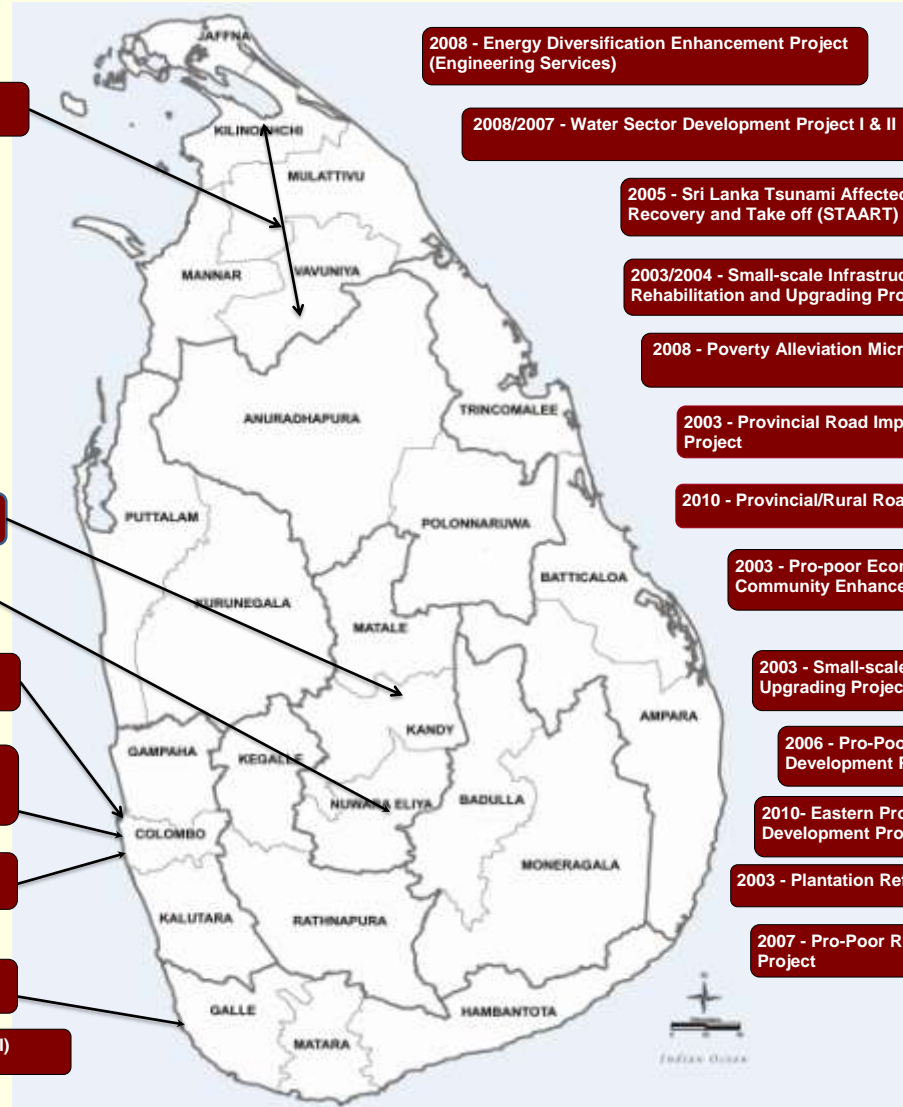 2008 - Energy Diversification Enhancement Project
(Engineering Services)
2008/2007 - Water Sector Development Project I & II
2005 - Sri Lanka Tsunami Affected
Recovery and Take off (STAART)
2003/2004 - Small-scale Infrastruc
Rehabilitation and Upgrading Pro
2008 - Poverty Alleviation Micr
2003 - Provincial Road Imp
Project
2010 - Provincial/Rural Roa
2003 - Pro-poor Econ
Community Enhance
2003 - Small-scale
Upgrading Project
2006 - Pro-Poo
Development P
2010- Eastern Pro
Development Pro
2003 - Plantation Ref
2007 - Pro-Poor R
Project
I)
JAFFNA
KILINOCHCHI
MULATTIVU
MANNAR
VAVUNIYA
ANURADHAPURA
TRINCOMALEE
PUTTALAM
POLONNARUWA
BATTICALOA
KURUNEGALA
MATALE
AMPARA
KANDY
GAMPAHA
KEGALLE
NUWARA ELIYA
BADULLA
COLOMBO
MONERAGALA
KALUTARA
RATHNAPURA
GALLE
HAMBANTOTA
MATARA
Indian Ocean